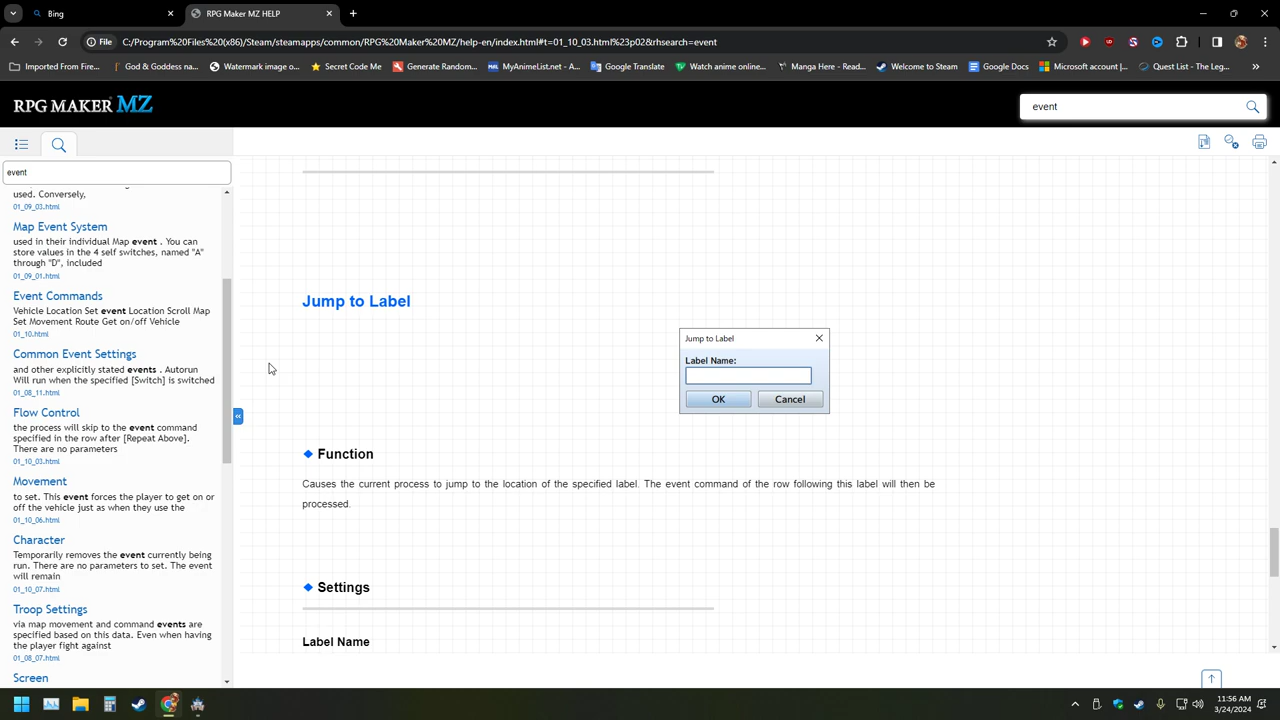 Bing
RPG Maker MZ HELP
File
C:/Program%20Files%20(x86)/Steam/steamapps/common/RPG%20Maker%20MZ/help-en/index.html#t=01_10_03.html%23p02&rhsearch=event
Imported From Fire...
God & Goddess na...
Watermark image o...
Secret Code Me
Generate Random...
MyAnimeList.net - A...
Google Translate
Watch anime online...
Manga Here - Read...
Welcome to Steam
Google Docs
Microsoft account |...
Quest List - The Leg...
RPG MAKER MZ
event
event
used. Conversely,
01_09_03.html
Map Event System
used in their individual Map event . You can
store values in the 4 self switches, named "A"
through "D", included
01_09_01.html
Event Commands
Vehicle Location Set event Location Scroll Map
Set Movement Route Get on/off Vehicle
01_10.html
Common Event Settings
and other explicitly stated events . Autorun
Will run when the specified [Switch] is switched
01_08_11.html
Flow Control
the process will skip to the event command
specified in the row after [Repeat Above].
There are no parameters
01_10_03.html
Movement
to set. This event forces the player to get on or
off the vehicle just as when they use the
01_10_06.html
Character
Temporarily removes the event currently being
run. There are no parameters to set. The event
will remain
01_10_07.html
Troop Settings
via map movement and command events are
specified based on this data. Even when having
the player fight against
01_08_07.html
Screen
Jump to Label
Jump to Label
Label Name:
OK
Cancel
Function
Causes the current process to jump to the location of the specified label. The event command of the row following this label will then be
processed.
Settings
Label Name
11:56 AM
3/24/2024